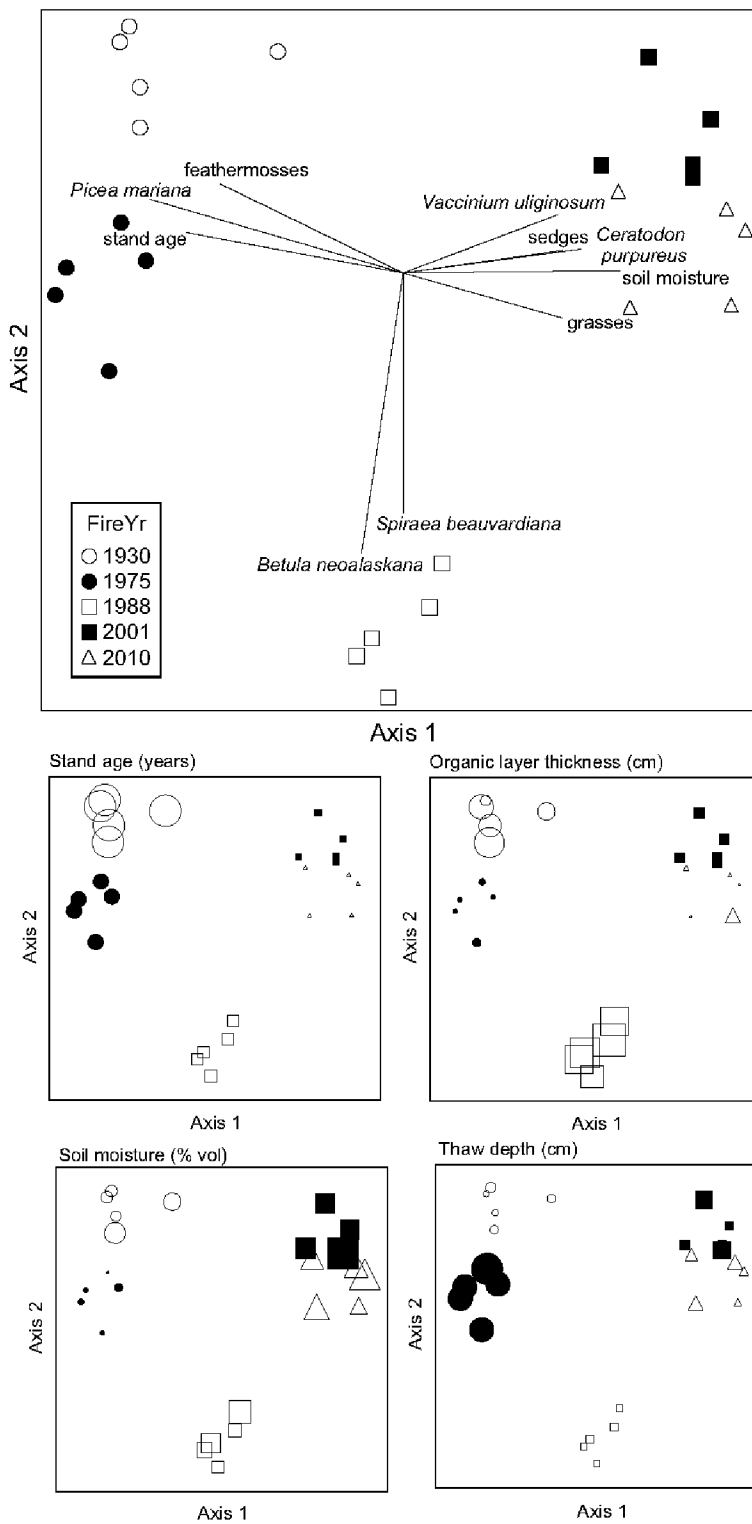 feathermosses
Picea mariana
Vaccinium uliginosum
stand age
sedges
Ceratodon
purpureus
soil moisture
grasses
Axis 2
Spiraea beauvardiana
Betula neoalaskana
FireYr
1930
1975
1988
2001
2010
Axis 1
Stand age (years)
Axis 2
Axis 1
Organic layer thickness (cm)
Axis 2
Axis 1
Soil moisture (% vol)
Axis 2
Axis 1
Thaw depth (cm)
Axis 2
Axis 1